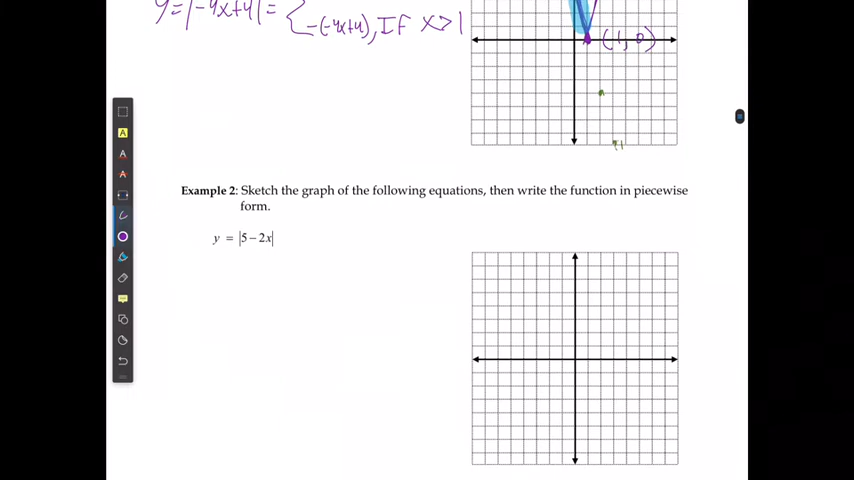 y=|-4x+4|= {
-(-4x+4), If x>1
(1,0)
Example 2: Sketch the graph of the following equations, then write the function in piecewise
form.
y = |5−2x|